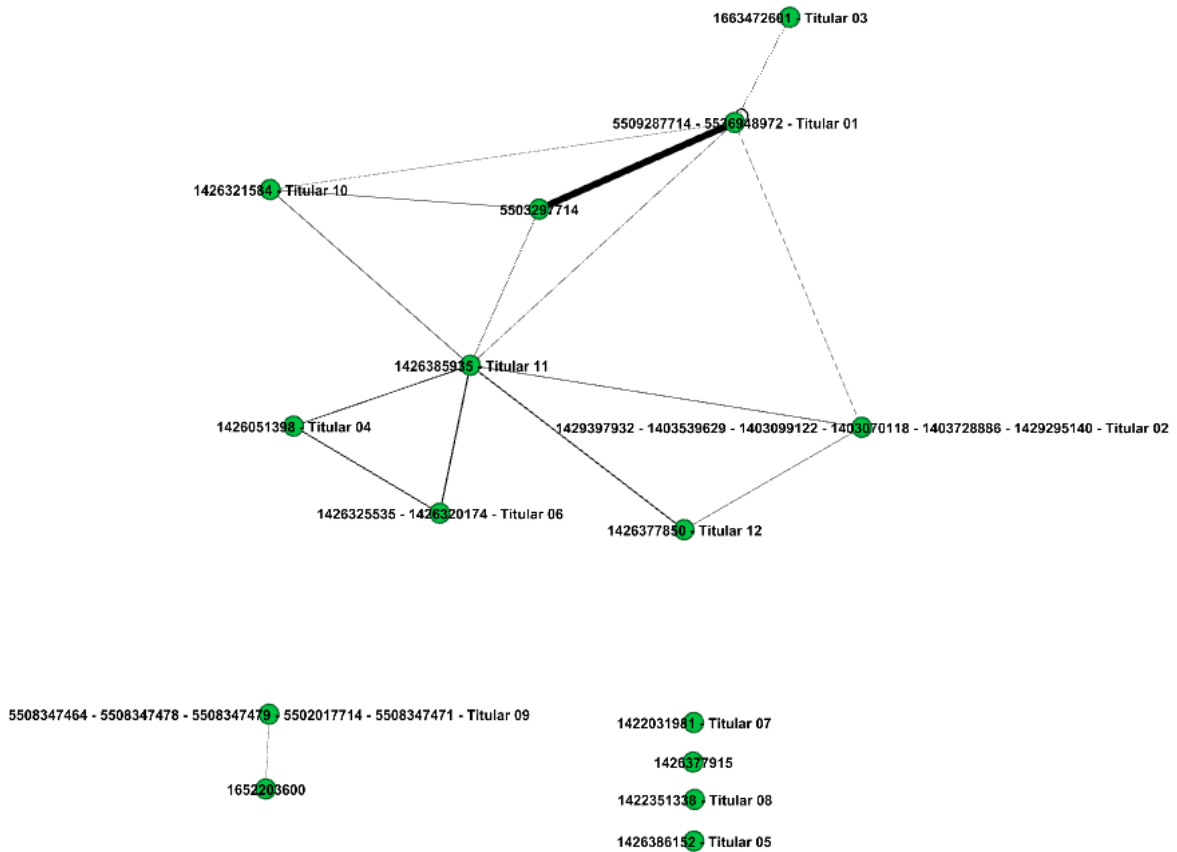 1663472601 - Titular 03
5509287714 - 5536948972 - Titular 01
1426321584 - Titular 10
5503297714
1426385935 - Titular 11
1426051398 - Titular 04
1429397932 - 1403539629 - 1403099122 - 1403070118 - 1403728886 - 1429295140 - Titular 02
1426325535 - 1426320174 - Titular 06
1426377850 - Titular 12
5508347464 - 5508347478 - 5508347479 - 5502017714 - 5508347471 - Titular 09
1422031981 - Titular 07
1426377915
1652203600
1422351338 - Titular 08
1426386152 - Titular 05